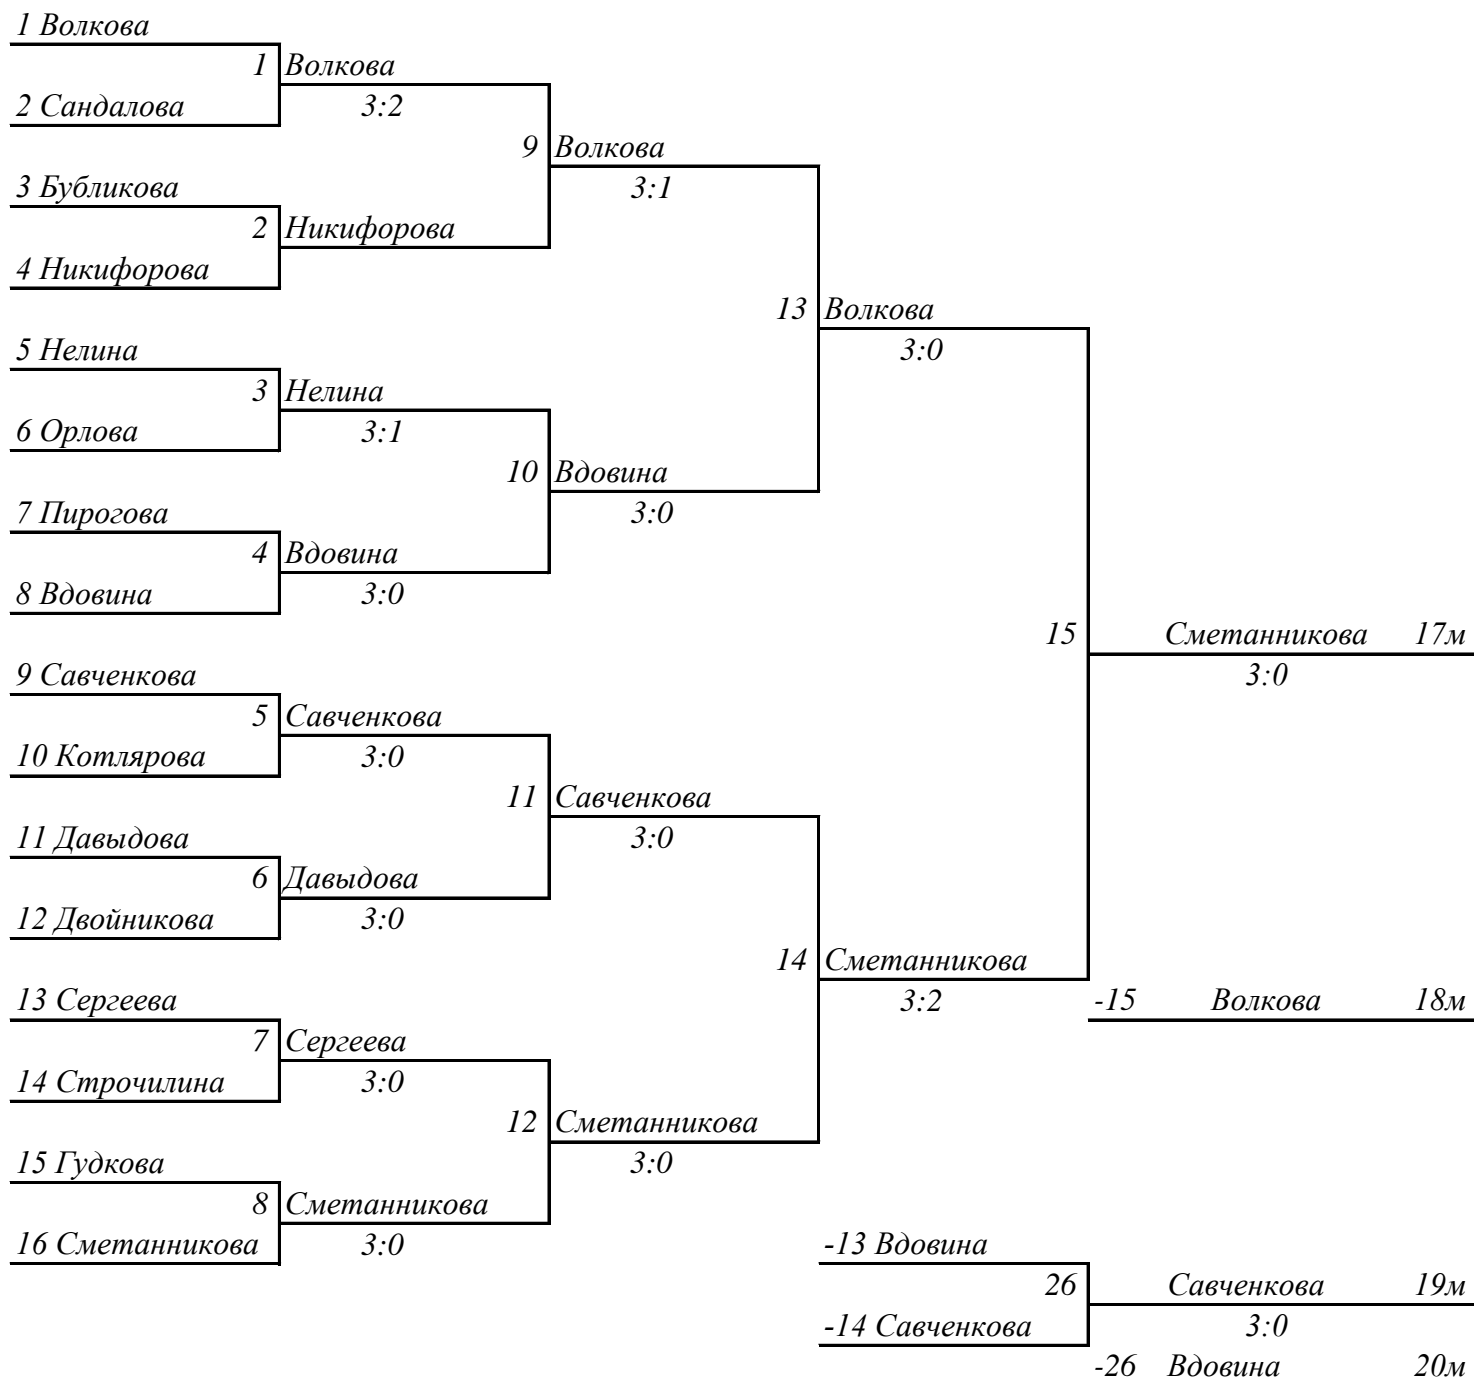 1 Волкова
1 Волкова
2 Сандалова
3:2
9 Волкова
3 Бубликова
3:1
2 Никифорова
4 Никифорова
13 Волкова
5 Нелина
3:0
3 Нелина
6 Орлова
3:1
10 Вдовина
7 Пирогова
3:0
4 Вдовина
8 Вдовина
3:0
15 Сметанникова 17м
9 Савченкова
3:0
5 Савченкова
10 Котлярова
3:0
11 Савченкова
11 Давыдова
3:0
6 Давыдова
12 Двойникова
3:0
14 Сметанникова
13 Сергеева
3:2
-15 Волкова 18м
7 Сергеева
14 Строчилина
3:0
12 Сметанникова
15 Гудкова
3:0
8 Сметанникова
16 Сметанникова
3:0
-13 Вдовина
26 Савченкова 19м
-14 Савченкова
3:0
-26 Вдовина 20м